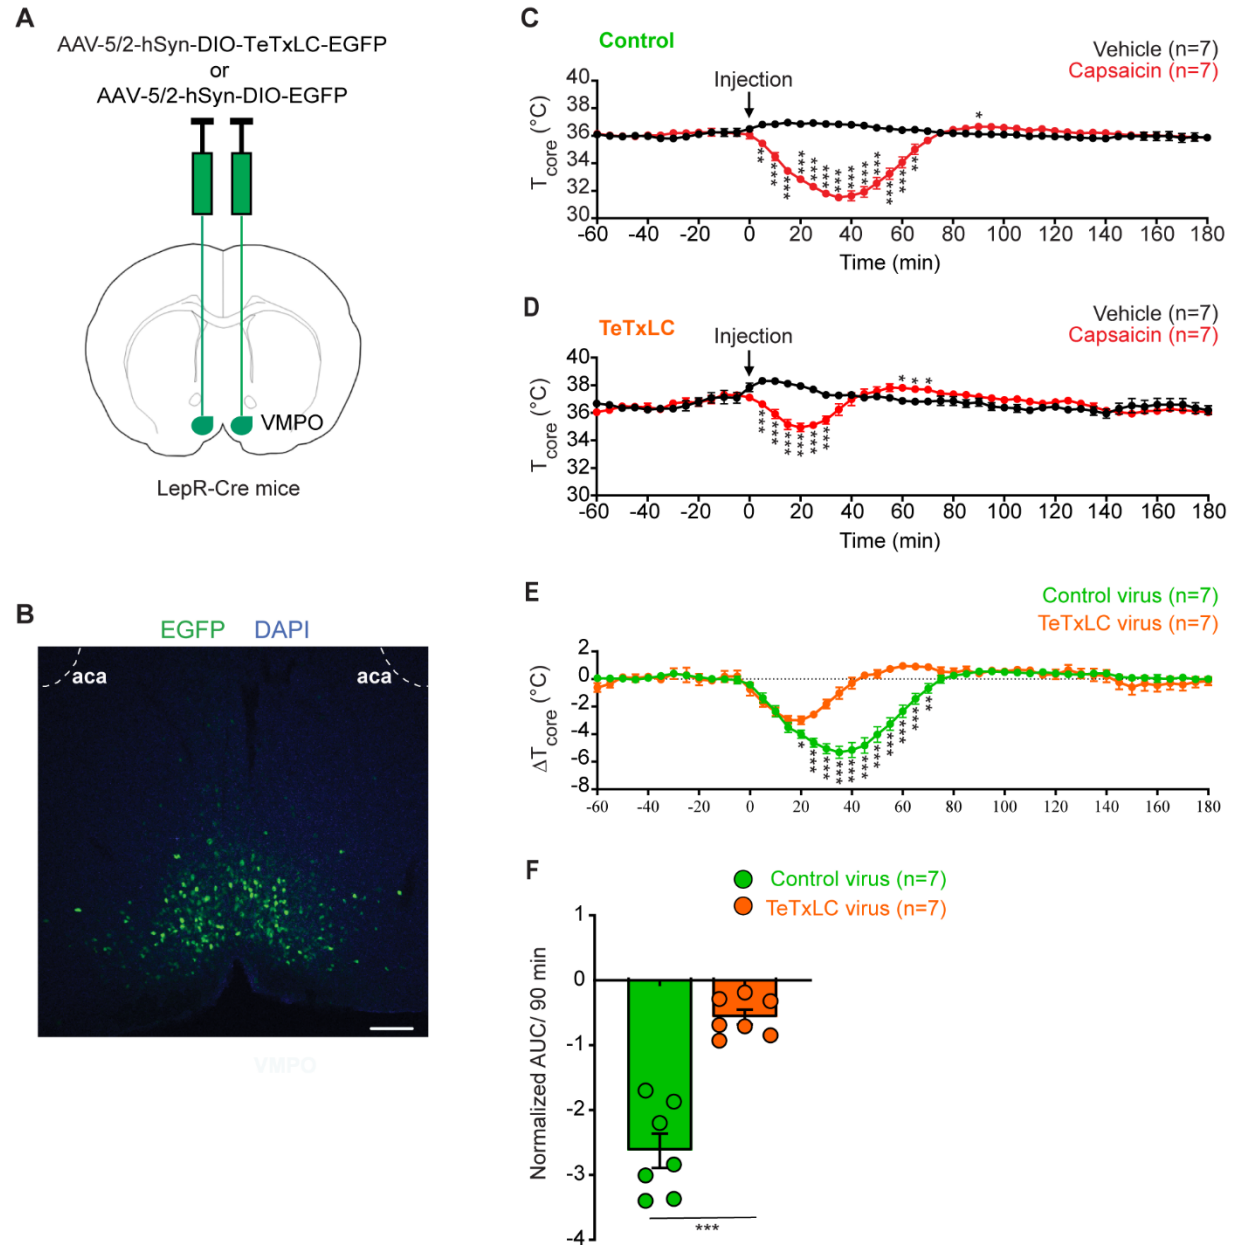 A
AAV-5/2-hSyn-DIO-TeTxLC-EGFP
or
AAV-5/2-hSyn-DIO-EGFP
VMPO
LepR-Cre mice
B
EGFP DAPI
aca aca
VMPO
C
Control
Vehicle (n=7)
Capsaicin (n=7)
Injection
40
38
36
34
32
30
Tcore (°C)
-60 -40 -20 0 20 40 60 80 100 120 140 160 180
Time (min)
D
TeTxLC
Vehicle (n=7)
Capsaicin (n=7)
Injection
40
38
36
34
32
30
Tcore (°C)
-60 -40 -20 0 20 40 60 80 100 120 140 160 180
Time (min)
E
Control virus (n=7)
TeTxLC virus (n=7)
2
0
-2
-4
-6
-8
ΔTcore (°C)
-60 -40 -20 0 20 40 60 80 100 120 140 160 180
F
Control virus (n=7)
TeTxLC virus (n=7)
1
0
-1
-2
-3
-4
Normalized AUC/ 90 min
***